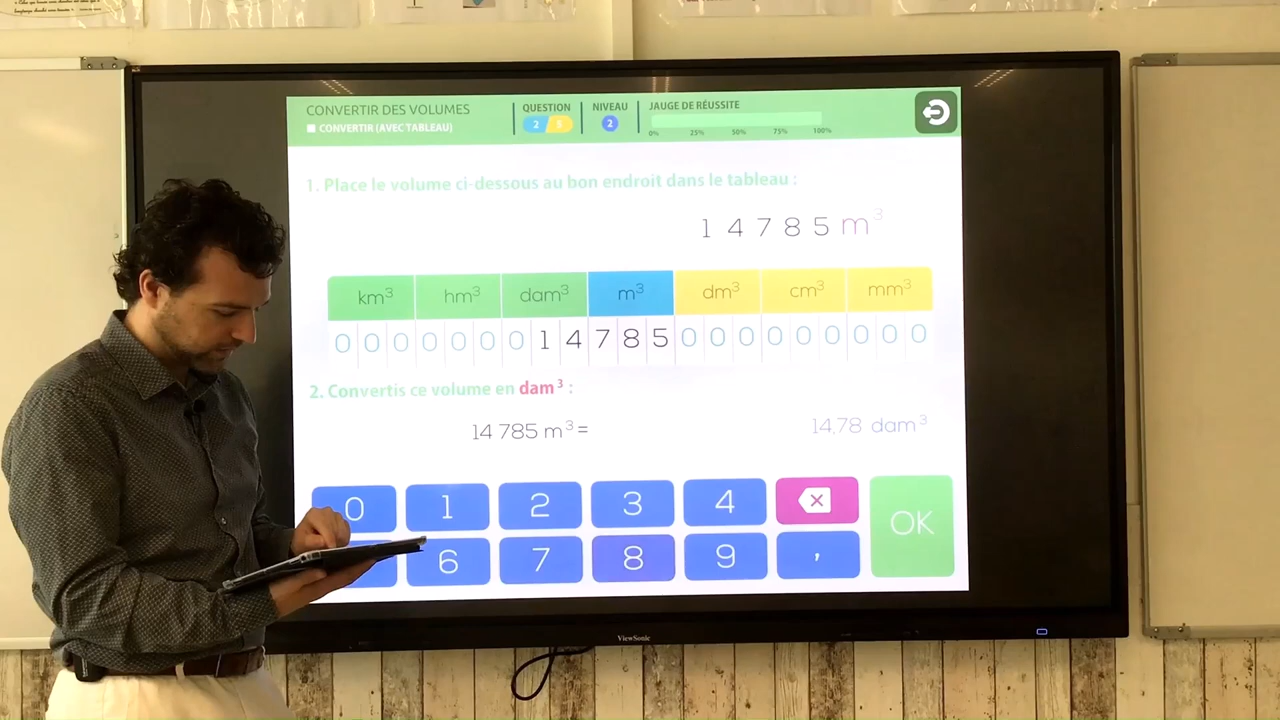 CONVERTIR DES VOLUMES
CONVERTIR (AVEC TABLEAU)
QUESTION
2 5
NIVEAU
2
JAUGE DE RÉUSSITE
0% 25% 50% 75% 100%
1. Place le volume ci-dessous au bon endroit dans le tableau :
1 4 7 8 5 m³
km³ hm³ dam³ m³ dm³ cm³ mm³
0 0 0 0 0 0 0 1 4 7 8 5 0 0 0 0 0 0 0 0 0
2. Convertis ce volume en dam³ :
14 785 m³ = 14,78 dam³
0 1 2 3 4
OK
6 7 8 9 ,
ViewSonic